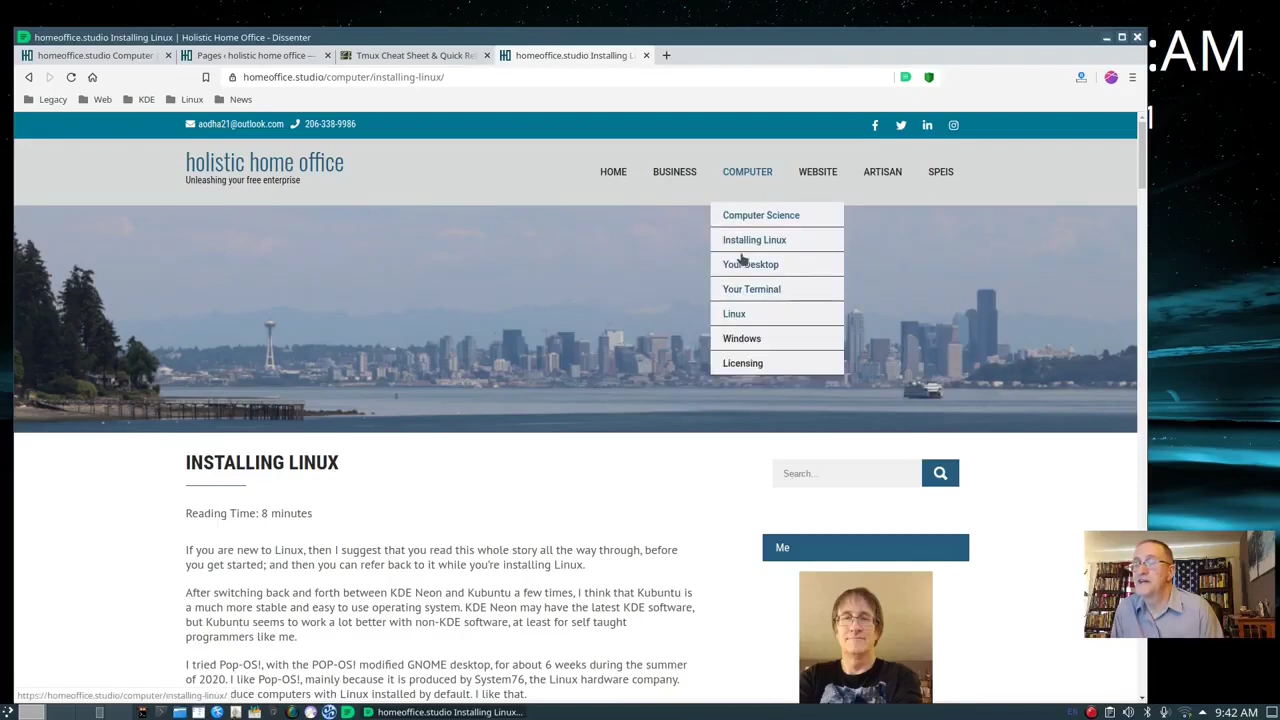 homeoffice.studio Installing Linux | Holistic Home Office - Dissenter
:AM
homeoffice.studio Computer
Pages ‹ holistic home office —
Tmux Cheat Sheet & Quick Re
homeoffice.studio Installing L
homeoffice.studio/computer/installing-linux/
Legacy
Web
KDE
Linux
News
aodha21@outlook.com
206-338-9986
holistic home office
Unleashing your free enterprise
HOME
BUSINESS
COMPUTER
WEBSITE
ARTISAN
SPEIS
Computer Science
Installing Linux
Your Desktop
Your Terminal
Linux
Windows
Licensing
INSTALLING LINUX
Reading Time: 8 minutes
If you are new to Linux, then I suggest that you read this whole story all the way through, before
you get started; and then you can refer back to it while you're installing Linux.
After switching back and forth between KDE Neon and Kubuntu a few times, I think that Kubuntu is
a much more stable and easy to use operating system. KDE Neon may have the latest KDE software,
but Kubuntu seems to work a lot better with non-KDE software, at least for self taught
programmers like me.
I tried Pop-OS!, with the POP-OS! modified GNOME desktop, for about 6 weeks during the summer
of 2020. I like Pop-OS!, mainly because it is produced by System76, the Linux hardware company.
duce computers with Linux installed by default. I like that.
Search...
Me
https://homeoffice.studio/computer/installing-linux/
homeoffice.studio Installing Linux...
EN
9:42 AM